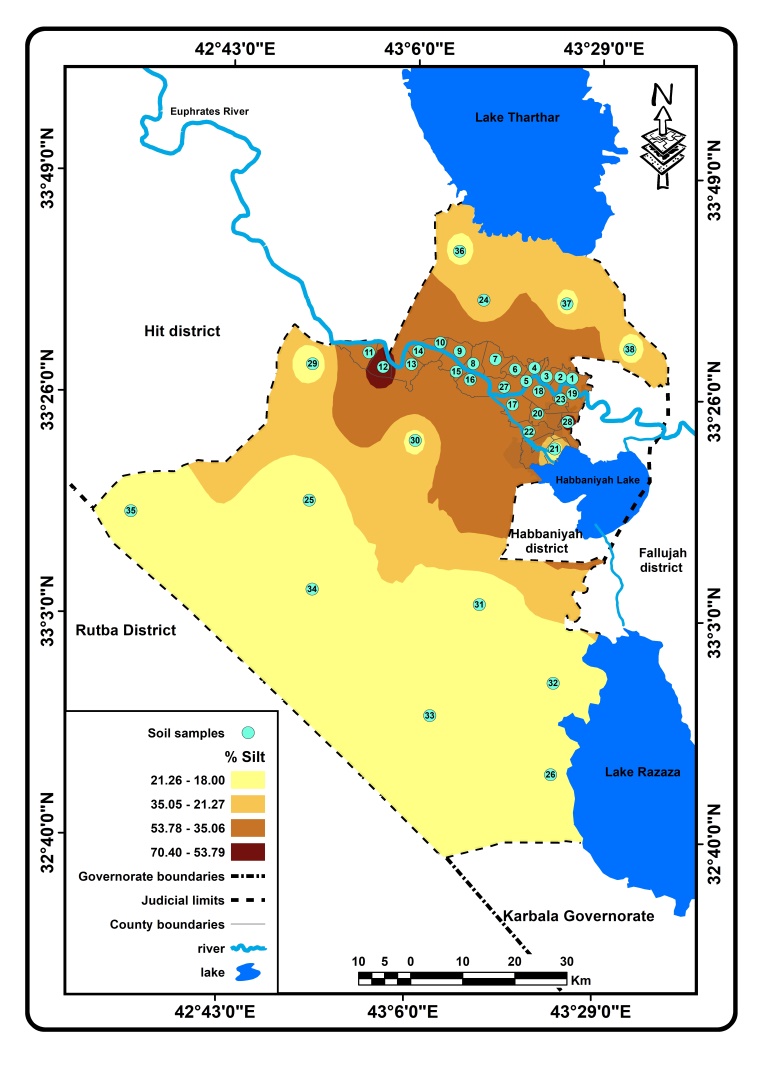 42°43'0"E 43°6'0"E 43°29'0"E
Euphrates River
Lake Tharthar
N
33°49'0"N
33°49'0"N
36
24
37
Hit district
38
29
11
12
14
13
10
9
8
15
16
7
6
5
4
3
2
1
27
18
19
23
17
20
28
22
21
30
33°26'0"N
33°26'0"N
Habbaniyah Lake
25
35
Habbaniyah
district
Fallujah
district
34
31
33°3'0"N
33°3'0"N
Rutba District
32
33
26
Lake Razaza
Soil samples
% Silt
21.26 - 18.00
35.05 - 21.27
53.78 - 35.06
70.40 - 53.79
Governorate boundaries
Judicial limits
County boundaries
river
lake
32°40'0"N
32°40'0"N
Karbala Governorate
10 5 0 10 20 30
Km
42°43'0"E 43°6'0"E 43°29'0"E